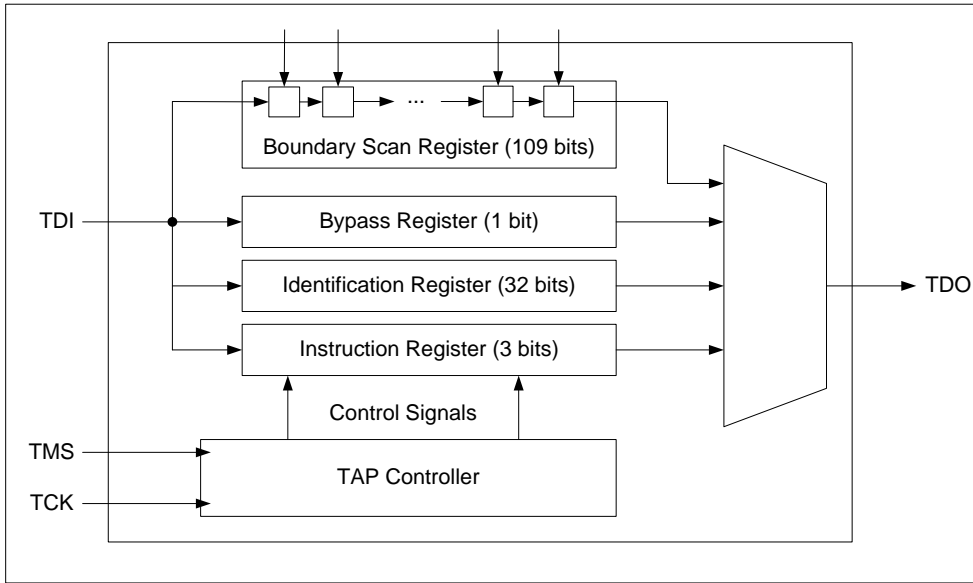 ...
Boundary Scan Register (109 bits)
TDI
Bypass Register (1 bit)
Identification Register (32 bits)
TDO
Instruction Register (3 bits)
Control Signals
TMS
TAP Controller
TCK